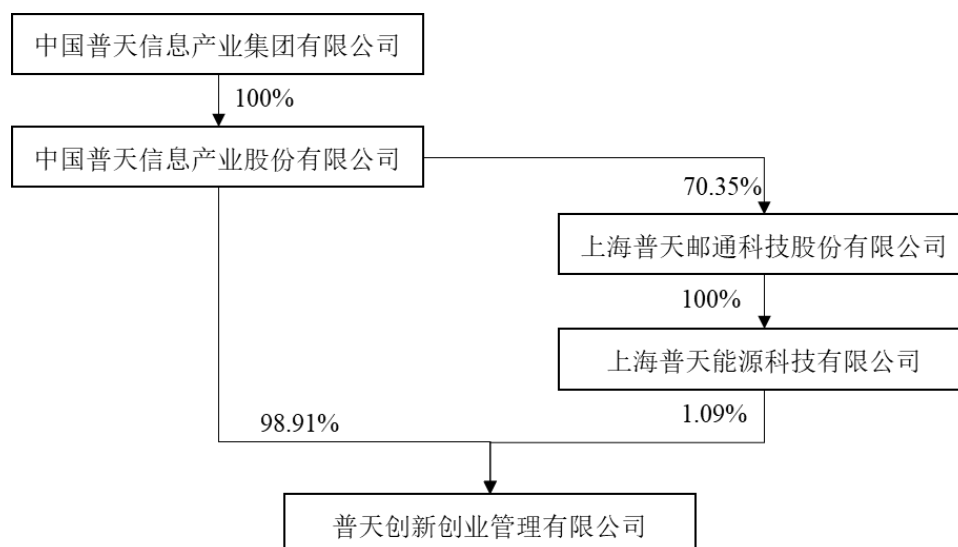 中国普天信息产业集团有限公司
100%
中国普天信息产业股份有限公司
70.35%
上海普天邮通科技股份有限公司
100%
上海普天能源科技有限公司
98.91%
1.09%
普天创新创业管理有限公司